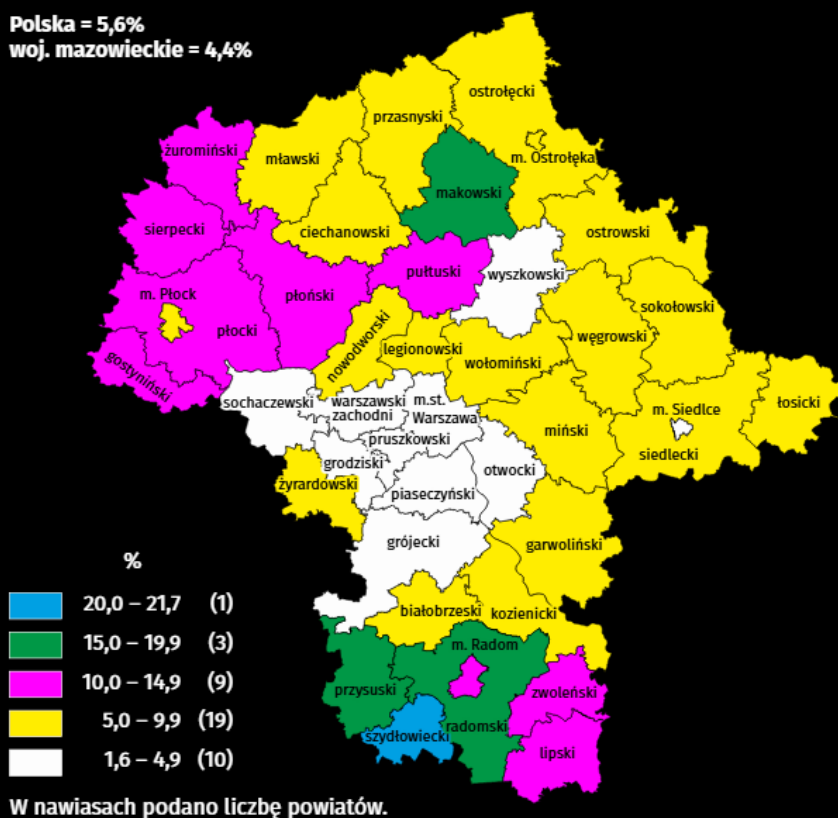 Polska = 5,6%
woj. mazowieckie = 4,4%
ostrołęcki
przasnyski
żuromiński
mławski
m. Ostrołęka
makowski
sierpecki
ciechanowski
ostrowski
pułtuski
wyszkowski
m. Płock
płoński
sokołowski
płocki
nowodworski
legionowski
węgrowski
wołomiński
gostyniński
sochaczewski
warszawski
zachodni
m.st.
Warszawa
łosicki
m. Siedlce
miński
pruszkowski
siedlecki
grodziski
otwocki
żyrardowski
piaseczyński
grójecki
garwoliński
białobrzeski
kozienicki
m. Radom
przysuski
zwoleński
radomski
szydłowiecki
lipski
%
20,0 – 21,7 (1)
15,0 – 19,9 (3)
10,0 – 14,9 (9)
5,0 – 9,9 (19)
1,6 – 4,9 (10)
W nawiasach podano liczbę powiatów.